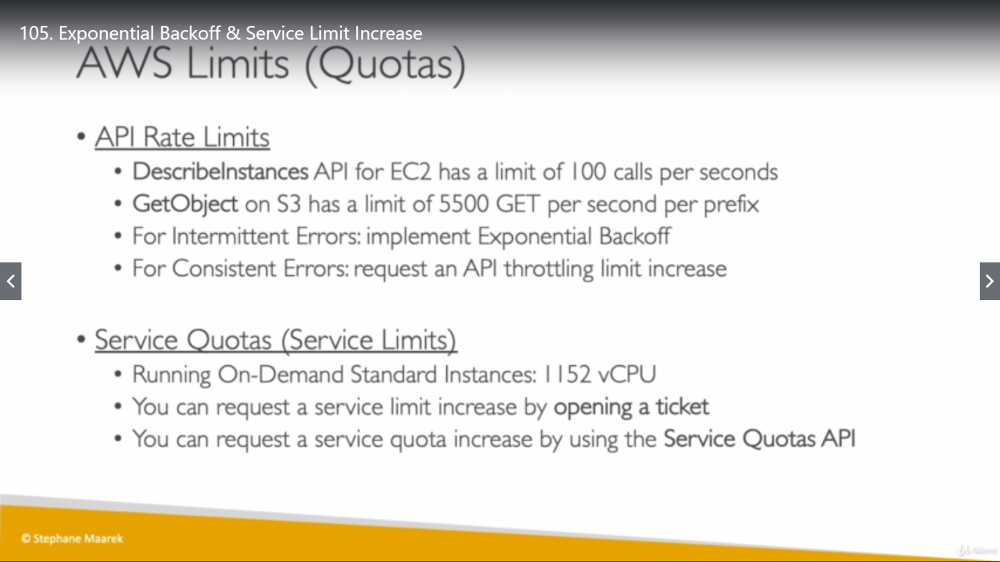 105. Exponential Backoff & Service Limit Increase
AWS Limits (Quotas)
• API Rate Limits
• DescribeInstances API for EC2 has a limit of 100 calls per seconds
• GetObject on S3 has a limit of 5500 GET per second per prefix
• For Intermittent Errors: implement Exponential Backoff
• For Consistent Errors: request an API throttling limit increase
• Service Quotas (Service Limits)
• Running On-Demand Standard Instances: 1152 vCPU
• You can request a service limit increase by opening a ticket
• You can request a service quota increase by using the Service Quotas API
© Stephane Maarek
Udemy